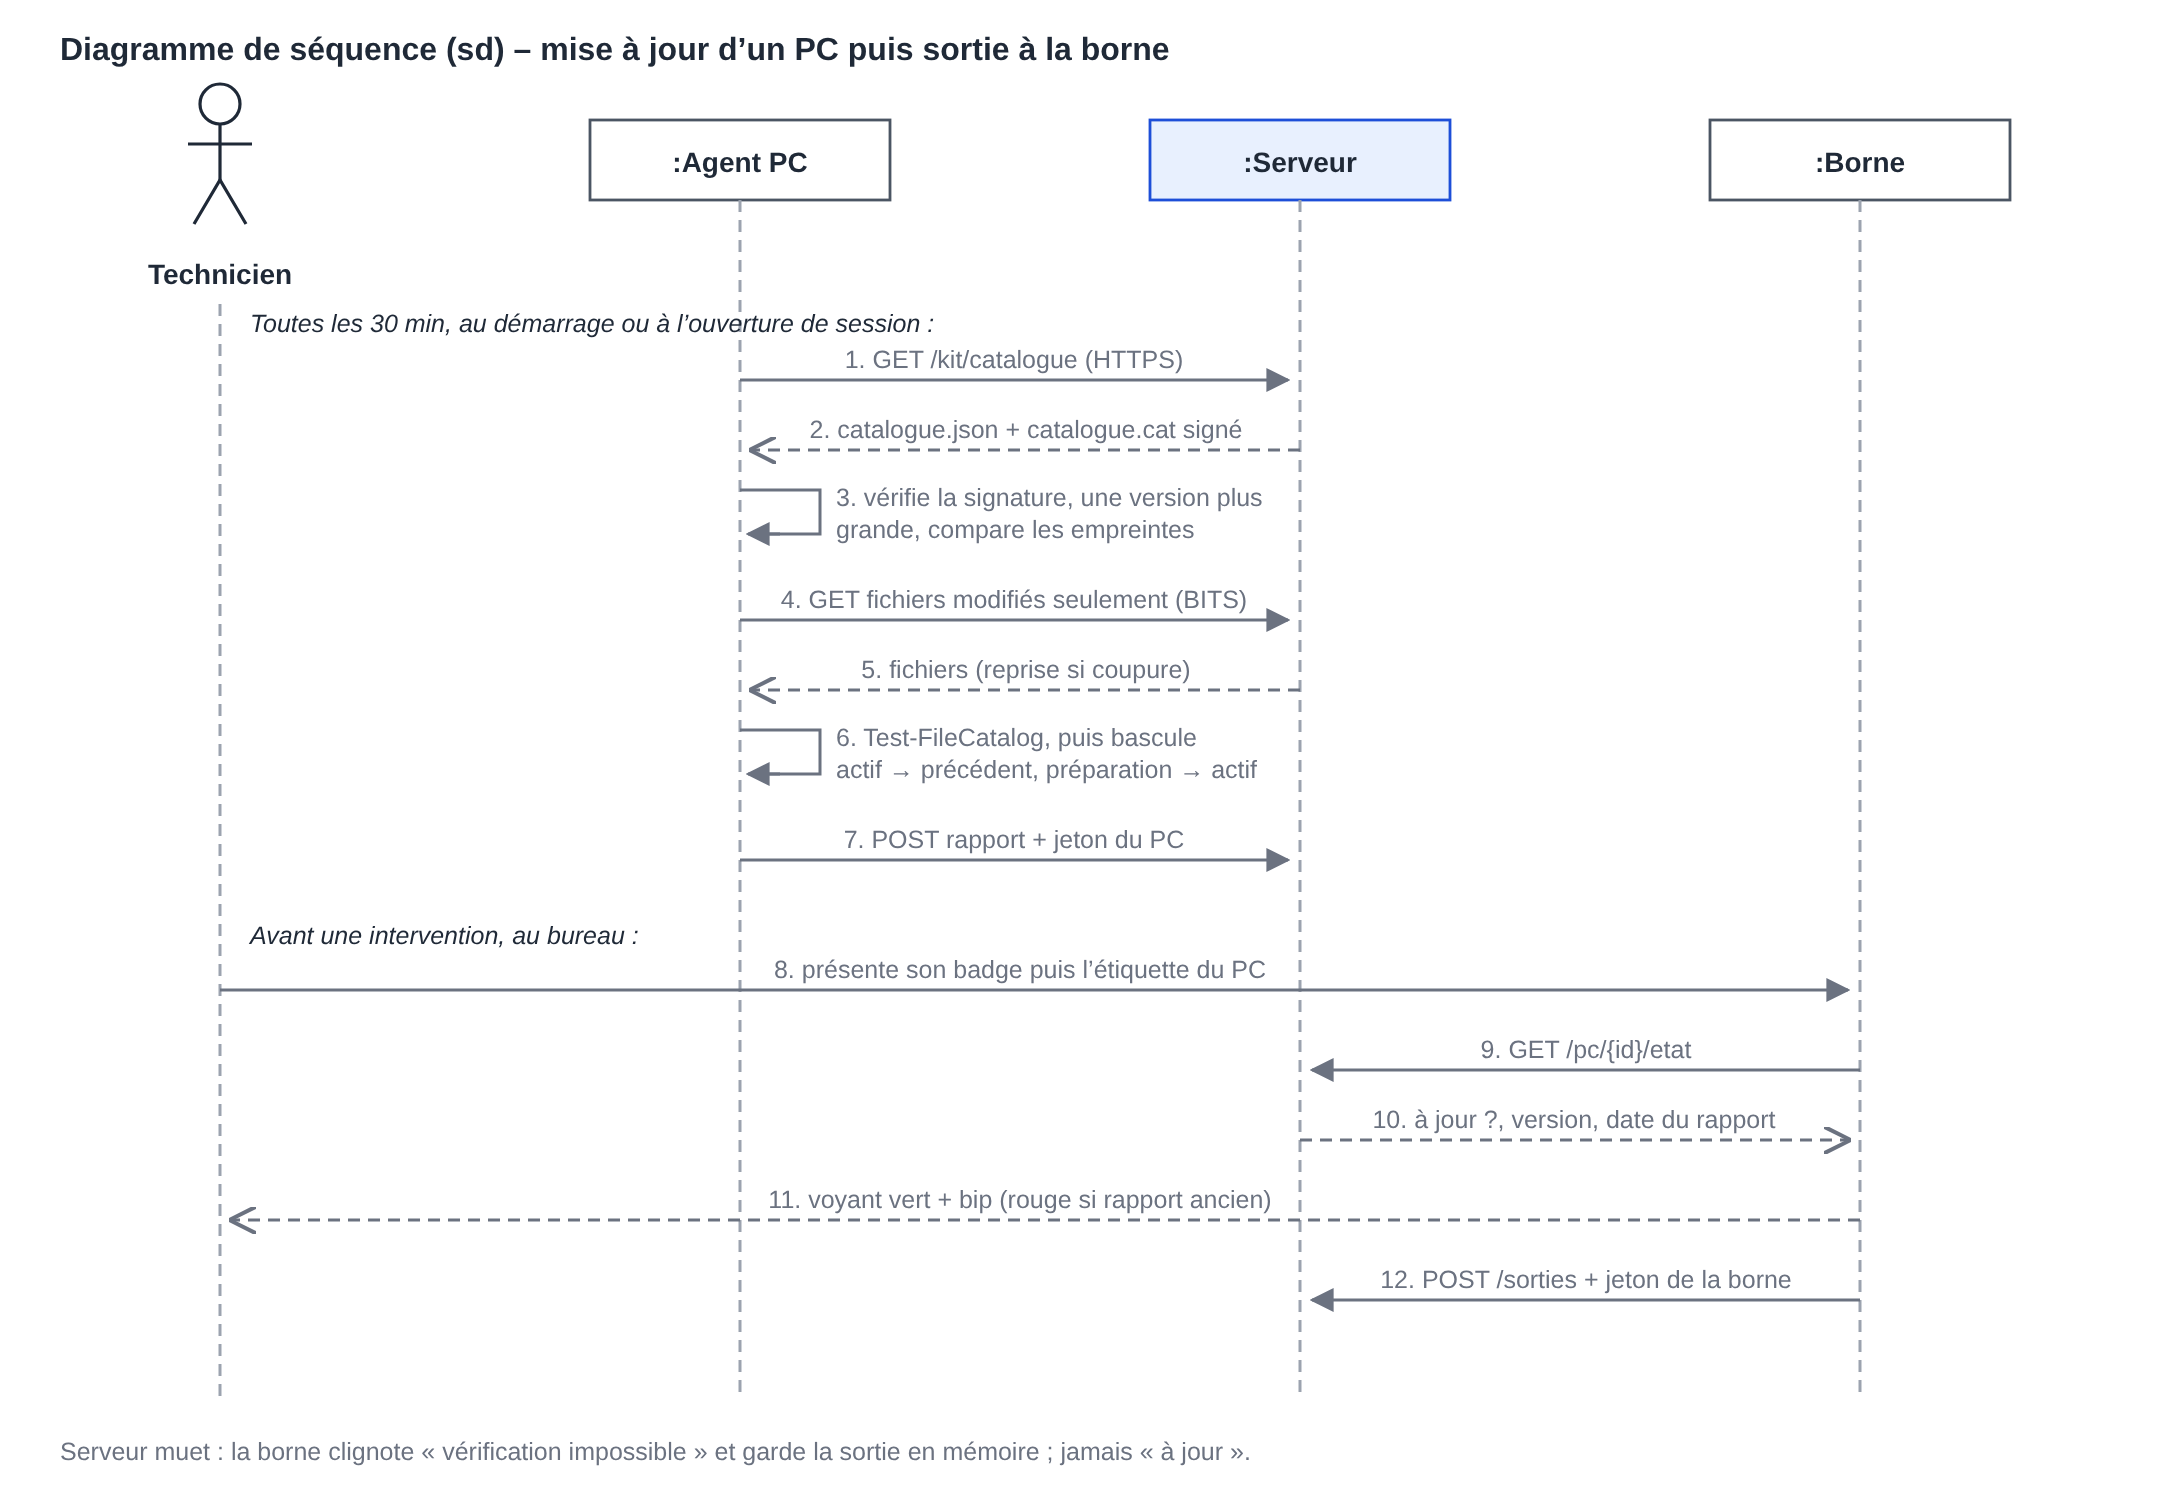 Diagramme de séquence (sd) – mise à jour d’un PC puis sortie à la borne
:Agent PC
:Serveur
:Borne
Technicien
Toutes les 30 min, au démarrage ou à l’ouverture de session :
1. GET /kit/catalogue (HTTPS)
2. catalogue.json + catalogue.cat signé
3. vérifie la signature, une version plus
grande, compare les empreintes
4. GET fichiers modifiés seulement (BITS)
5. fichiers (reprise si coupure)
6. Test-FileCatalog, puis bascule
actif → précédent, préparation → actif
7. POST rapport + jeton du PC
Avant une intervention, au bureau :
8. présente son badge puis l’étiquette du PC
9. GET /pc/{id}/etat
10. à jour ?, version, date du rapport
11. voyant vert + bip (rouge si rapport ancien)
12. POST /sorties + jeton de la borne
Serveur muet : la borne clignote « vérification impossible » et garde la sortie en mémoire ; jamais « à jour ».